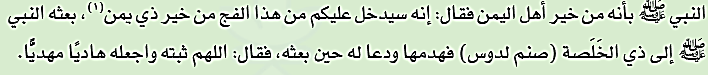 النبي ﷺ بأنه من خير أهل اليمن فقال: إنه سيدخل عليكم من هذا الفج من خير ذي يمن(١)، بعثه النبي
ﷺ إلى ذي الخَلَصة (صنم لدوس) فهدمها ودعا له حين بعثه، فقال: اللهم ثبته واجعله هاديًا مهديًّا.